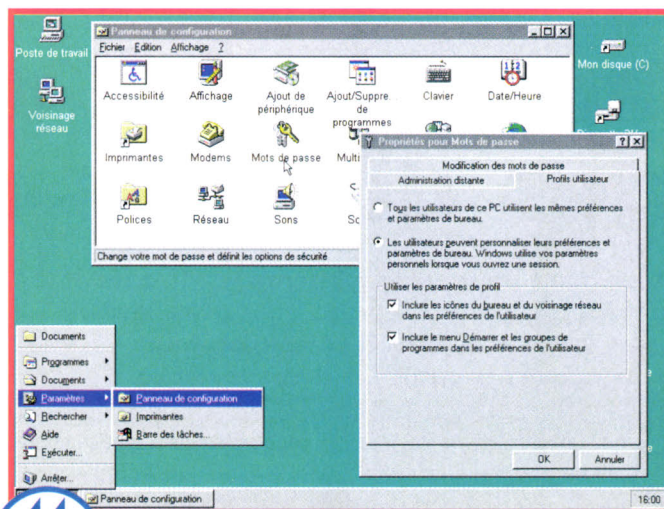 Poste de travail
Voisinage
réseau
Panneau de configuration
Fichier Edition Affichage ?
Accessibilité
Affichage
Ajout de
périphérique
Ajout/Suppre...
de
programmes
Clavier
Date/Heure
Imprimantes
Modems
Mots de passe
Polices
Réseau
Sons
Change votre mot de passe et définit les options de sécurité
Mon disque (C)
Propriétés pour Mots de passe
Modification des mots de passe
Administration distante
Profils utilisateur
Tous les utilisateurs de ce PC utilisent les mêmes préférences
et paramètres de bureau.
Les utilisateurs peuvent personnaliser leurs préférences et
paramètres de bureau. Windows utilise vos paramètres
personnels lorsque vous ouvrez une session.
Utiliser les paramètres de profil
Inclure les icônes du bureau et du voisinage réseau
dans les préférences de l'utilisateur
Inclure le menu Démarrer et les groupes de
programmes dans les préférences de l'utilisateur
OK
Annuler
Documents
Programmes
Documents
Paramètres
Rechercher
Aide
Exécuter...
Arrêter...
Panneau de configuration
Imprimantes
Barre des tâches...
Panneau de configuration
16:00